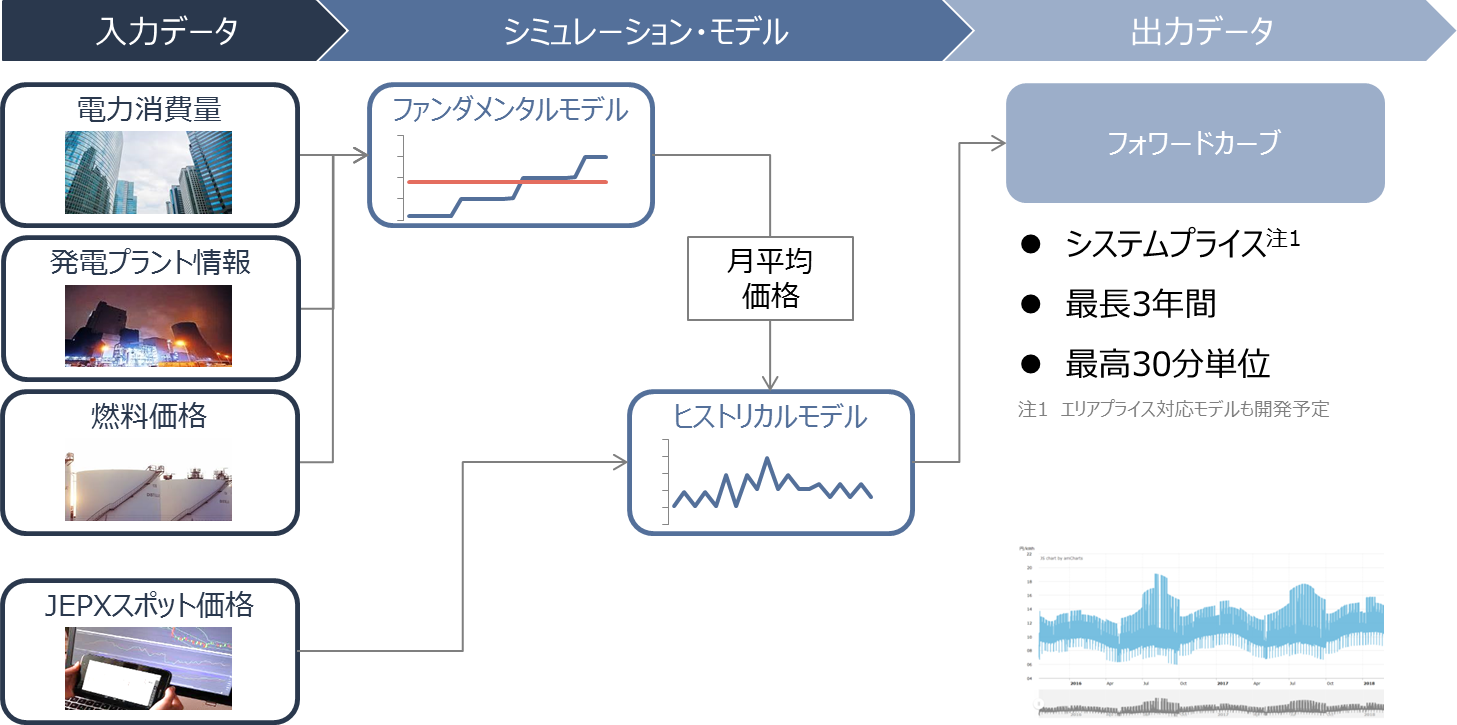 入力データ
シミュレーション・モデル
出力データ
電力消費量
発電プラント情報
燃料価格
JEPXスポット価格
ファンダメンタルモデル
月平均
価格
ヒストリカルモデル
フォワードカーブ
● システムプライス注1
● 最長3年間
● 最高30分単位
注1 エリアプライス対応モデルも開発予定
JS chart by amCharts
22
20
18
16
14
12
10
08
06
04
2016 Apr Jul Oct 2017 Apr Jul Oct 2018